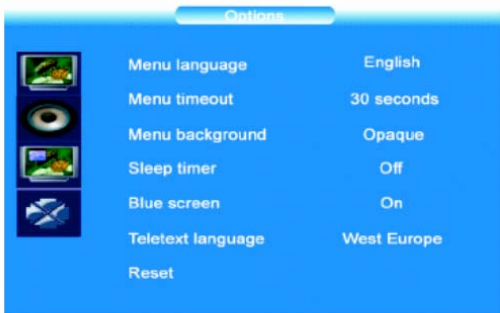 Options
Menu language English
Menu timeout 30 seconds
Menu background Opaque
Sleep timer Off
Blue screen On
Teletext language West Europe
Reset